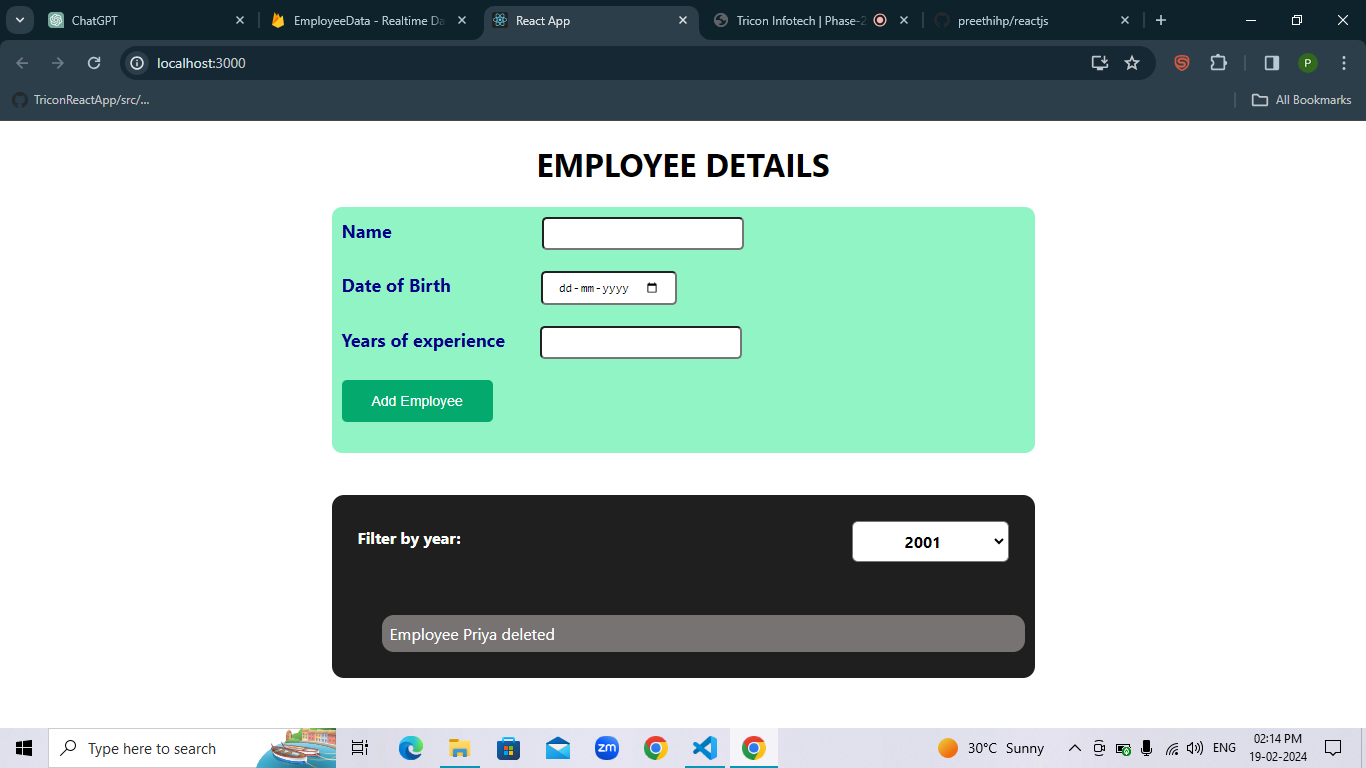 ChatGPT
EmployeeData - Realtime Da
React App
Tricon Infotech | Phase-2
preethihp/reactjs
localhost:3000
P
TriconReactApp/src/...
All Bookmarks
EMPLOYEE DETAILS
Name
Date of Birth
dd-mm-yyyy
Years of experience
Add Employee
Filter by year:
2001
Employee Priya deleted
Type here to search
zm
30°C Sunny
ENG
02:14 PM
19-02-2024